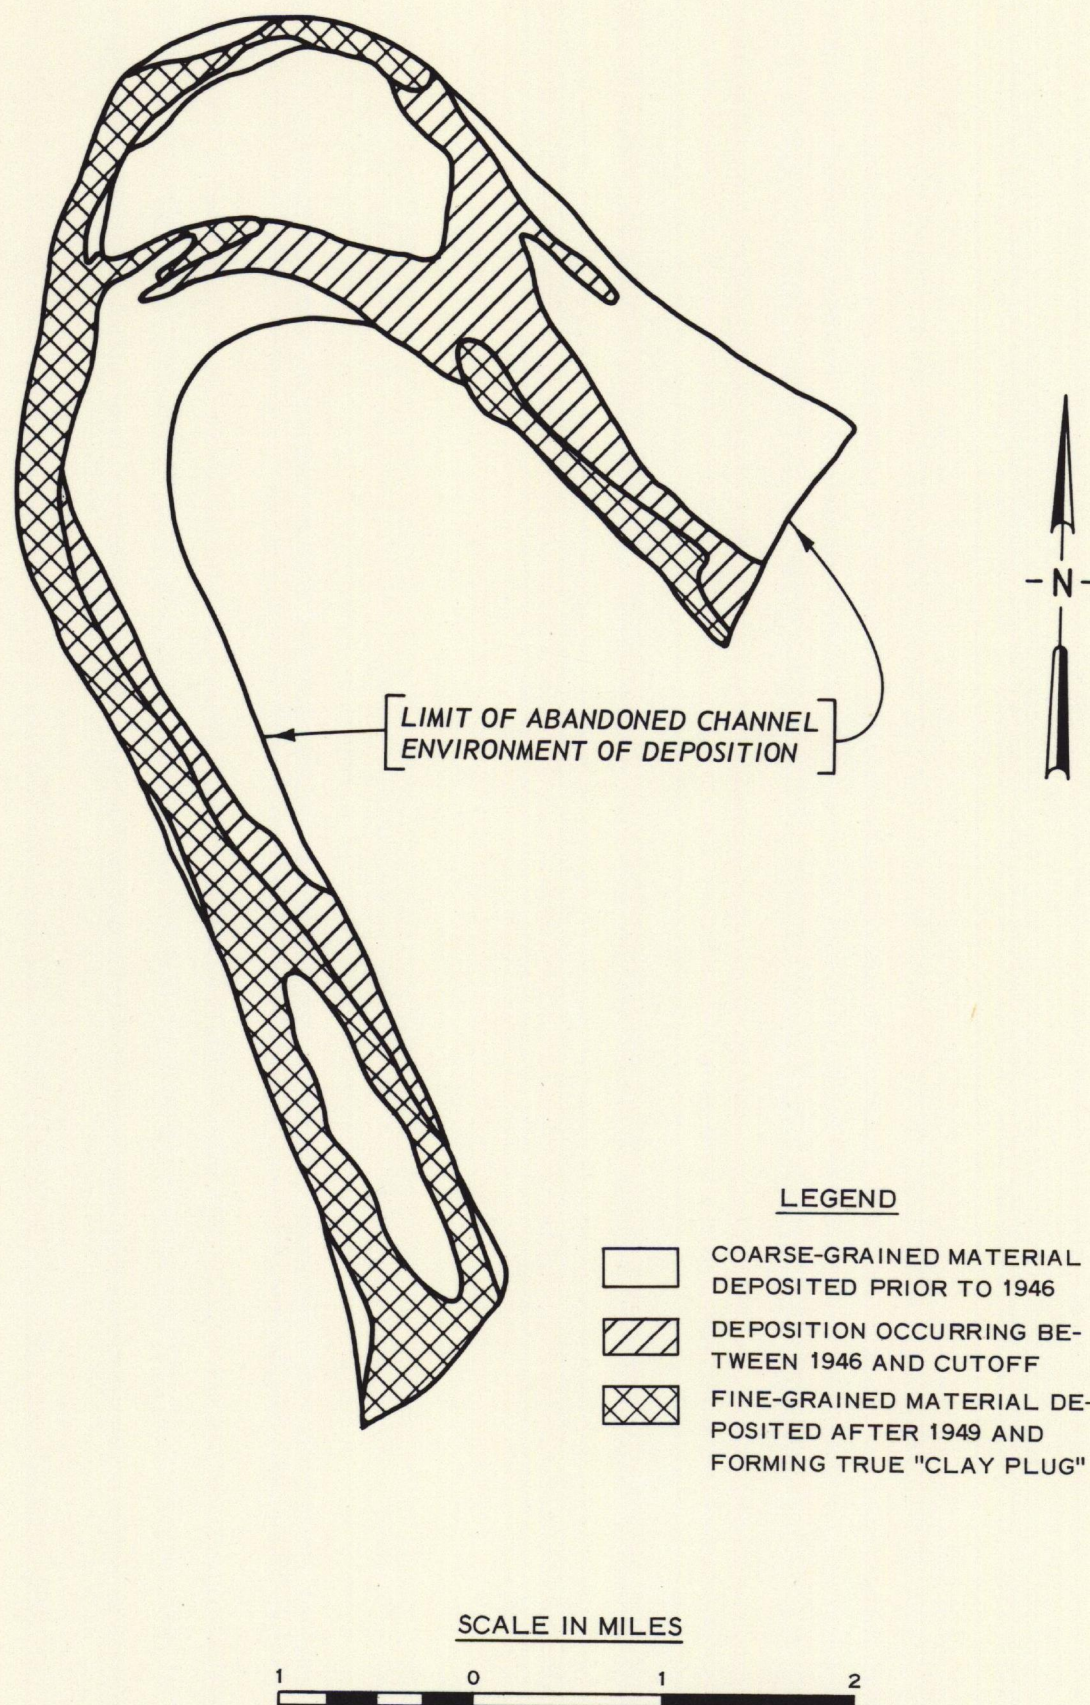 - N -
LIMIT OF ABANDONED CHANNEL
ENVIRONMENT OF DEPOSITION
LEGEND
COARSE-GRAINED MATERIAL
DEPOSITED PRIOR TO 1946
DEPOSITION OCCURRING BE-
TWEEN 1946 AND CUTOFF
FINE-GRAINED MATERIAL DE-
POSITED AFTER 1949 AND
FORMING TRUE "CLAY PLUG"
SCALE IN MILES
1 0 1 2